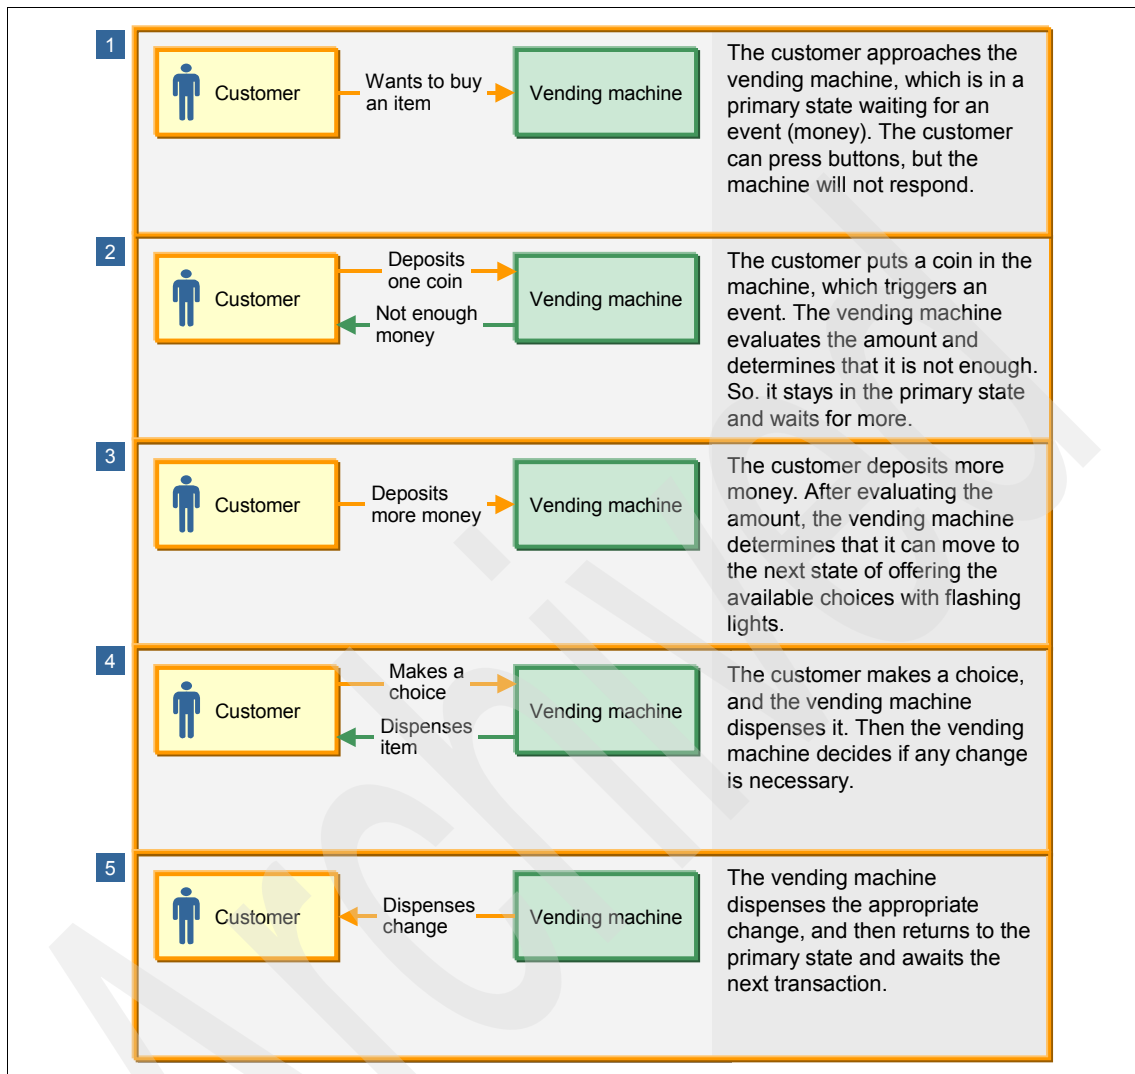 1
Customer
Wants to buy
an item
Vending machine
The customer approaches the
vending machine, which is in a
primary state waiting for an
event (money). The customer
can press buttons, but the
machine will not respond.
2
Customer
Deposits
one coin
Not enough
money
Vending machine
The customer puts a coin in the
machine, which triggers an
event. The vending machine
evaluates the amount and
determines that it is not enough.
So. it stays in the primary state
and waits for more.
3
Customer
Deposits
more money
Vending machine
The customer deposits more
money. After evaluating the
amount, the vending machine
determines that it can move to
the next state of offering the
available choices with flashing
lights.
4
Customer
Makes a
choice
Dispenses
item
Vending machine
The customer makes a choice,
and the vending machine
dispenses it. Then the vending
machine decides if any change
is necessary.
5
Customer
Dispenses
change
Vending machine
The vending machine
dispenses the appropriate
change, and then returns to the
primary state and awaits the
next transaction.
Archived